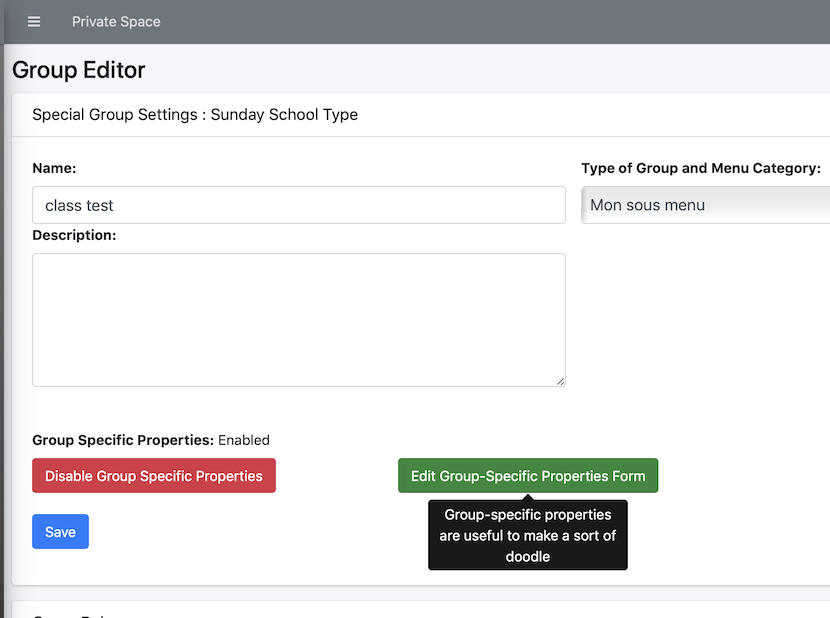 Private Space
Group Editor
Special Group Settings : Sunday School Type
Name:
Type of Group and Menu Category:
class test
Mon sous menu
Description:
Group Specific Properties: Enabled
Disable Group Specific Properties
Edit Group-Specific Properties Form
Group-specific properties
are useful to make a sort of
doodle
Save